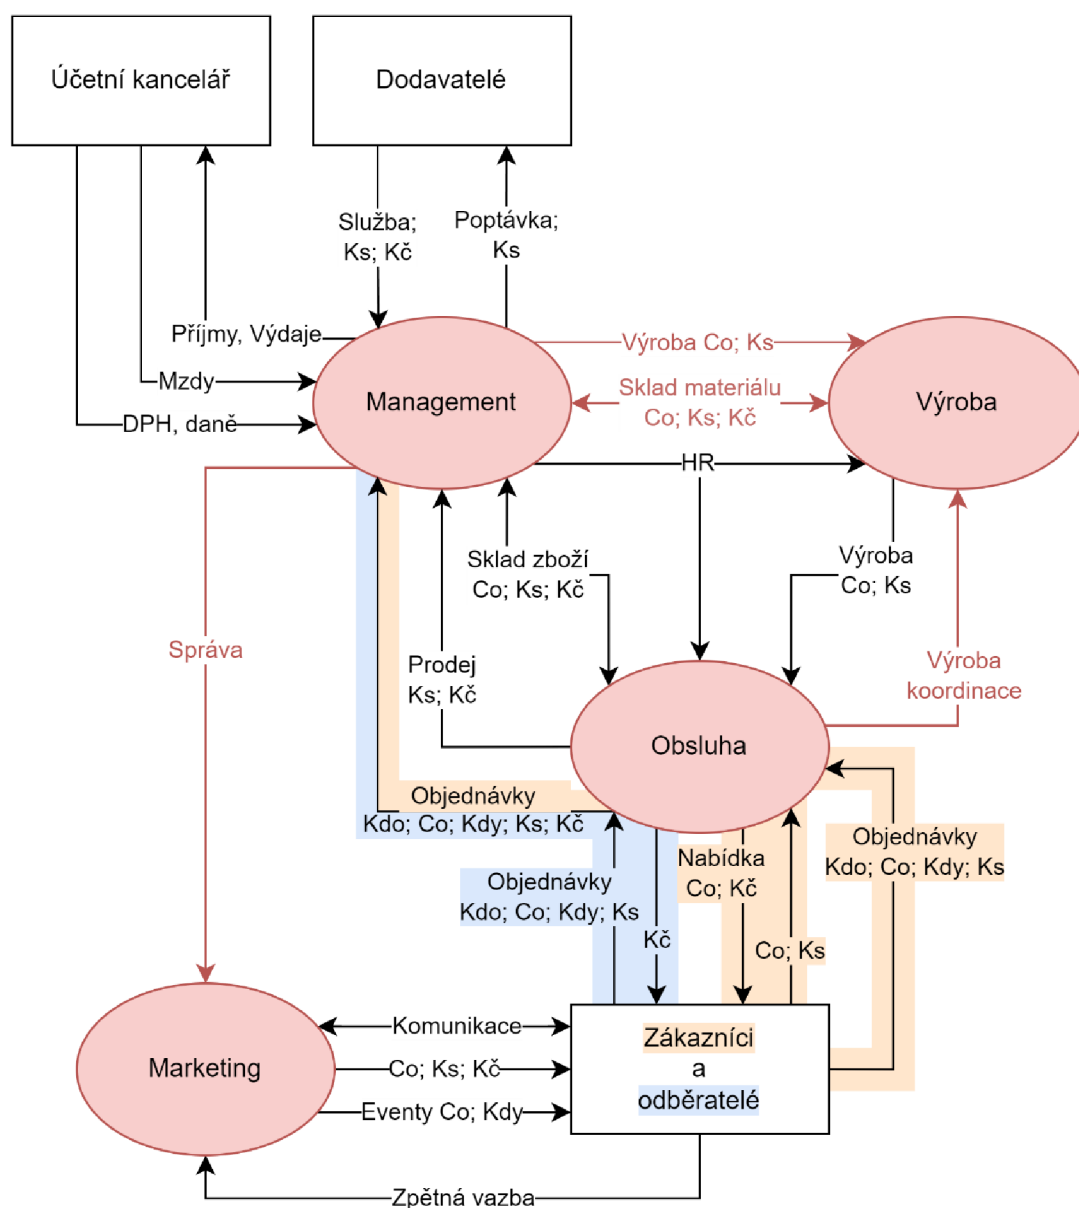 Účetní kancelář
Dodavatelé
Služba;
Ks; Kč
Poptávka;
Ks
Příjmy, Výdaje
Mzdy
DPH, daně
Management
Výroba Co; Ks
Sklad materiálu
Co; Ks; Kč
Výroba
HR
Sklad zboží
Co; Ks; Kč
Výroba
Co; Ks
Správa
Prodej
Ks; Kč
Výroba
koordinace
Obsluha
Objednávky
Kdo; Co; Kdy; Ks; Kč
Objednávky
Kdo; Co; Kdy; Ks
Kč
Nabídka
Co; Kč
Co; Ks
Objednávky
Kdo; Co; Kdy; Ks
Marketing
Komunikace
Co; Ks; Kč
Eventy Co; Kdy
Zákazníci
a
odběratelé
Zpětná vazba